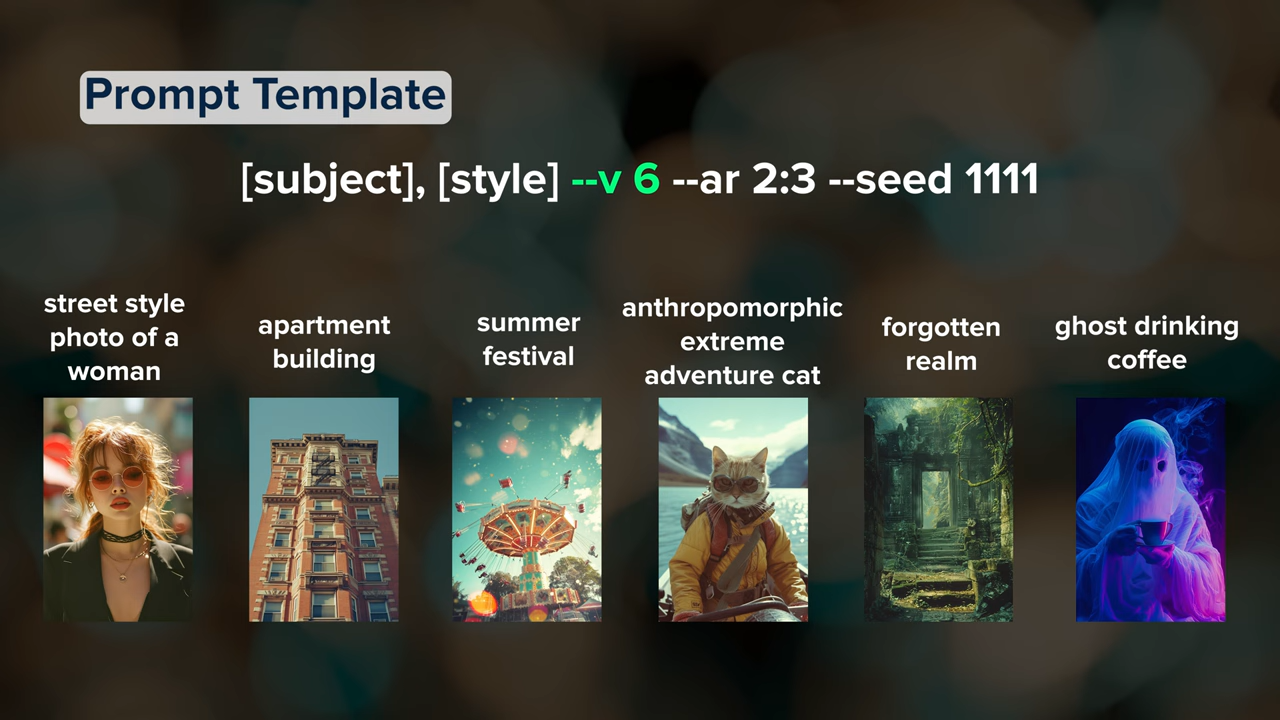 Prompt Template
[subject], [style] --v 6 --ar 2:3 --seed 1111
street style
photo of a
woman
apartment
building
summer
festival
anthropomorphic
extreme
adventure cat
forgotten
realm
ghost drinking
coffee